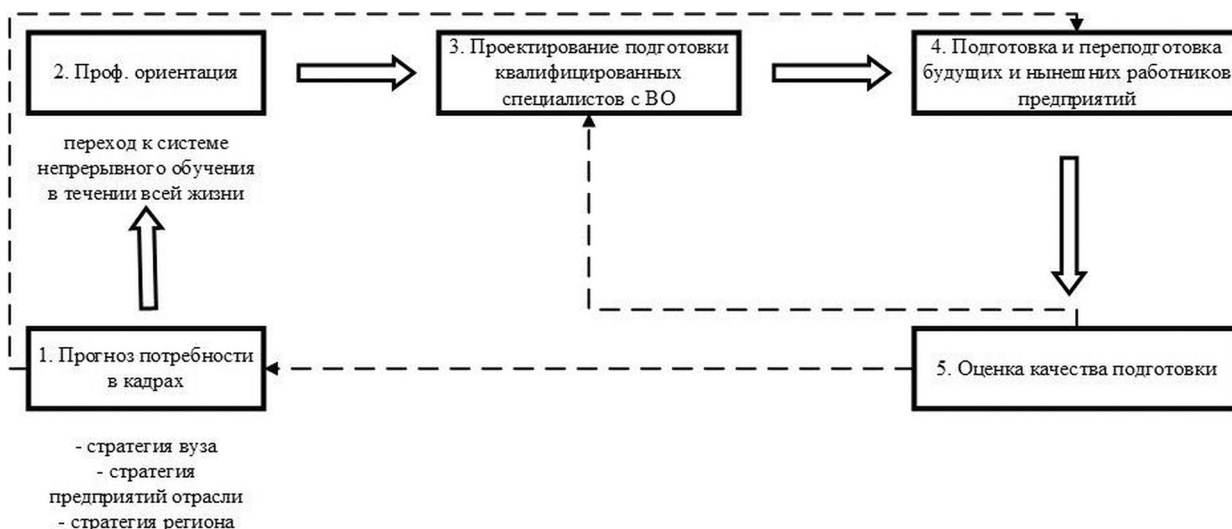 2. Проф. ориентация
3. Проектирование подготовки
квалифицированных
специалистов с ВО
4. Подготовка и переподготовка
будущих и нынешних работников
предприятий
переход к системе
непрерывного обучения
в течении всей жизни
1. Прогноз потребности
в кадрах
5. Оценка качества подготовки
- стратегия вуза
- стратегия
предприятий отрасли
- стратегия региона